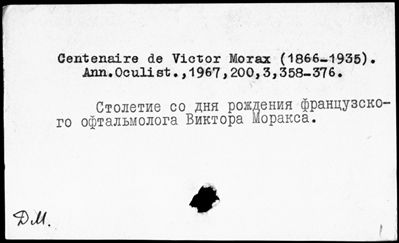 Centenaire de Victor Morax (1866-1935).
Ann.Oculist.,1967,200,3,358-376.
Столетие со дня рождения французско-
го офтальмолога Виктора Моракса.
ДМ.